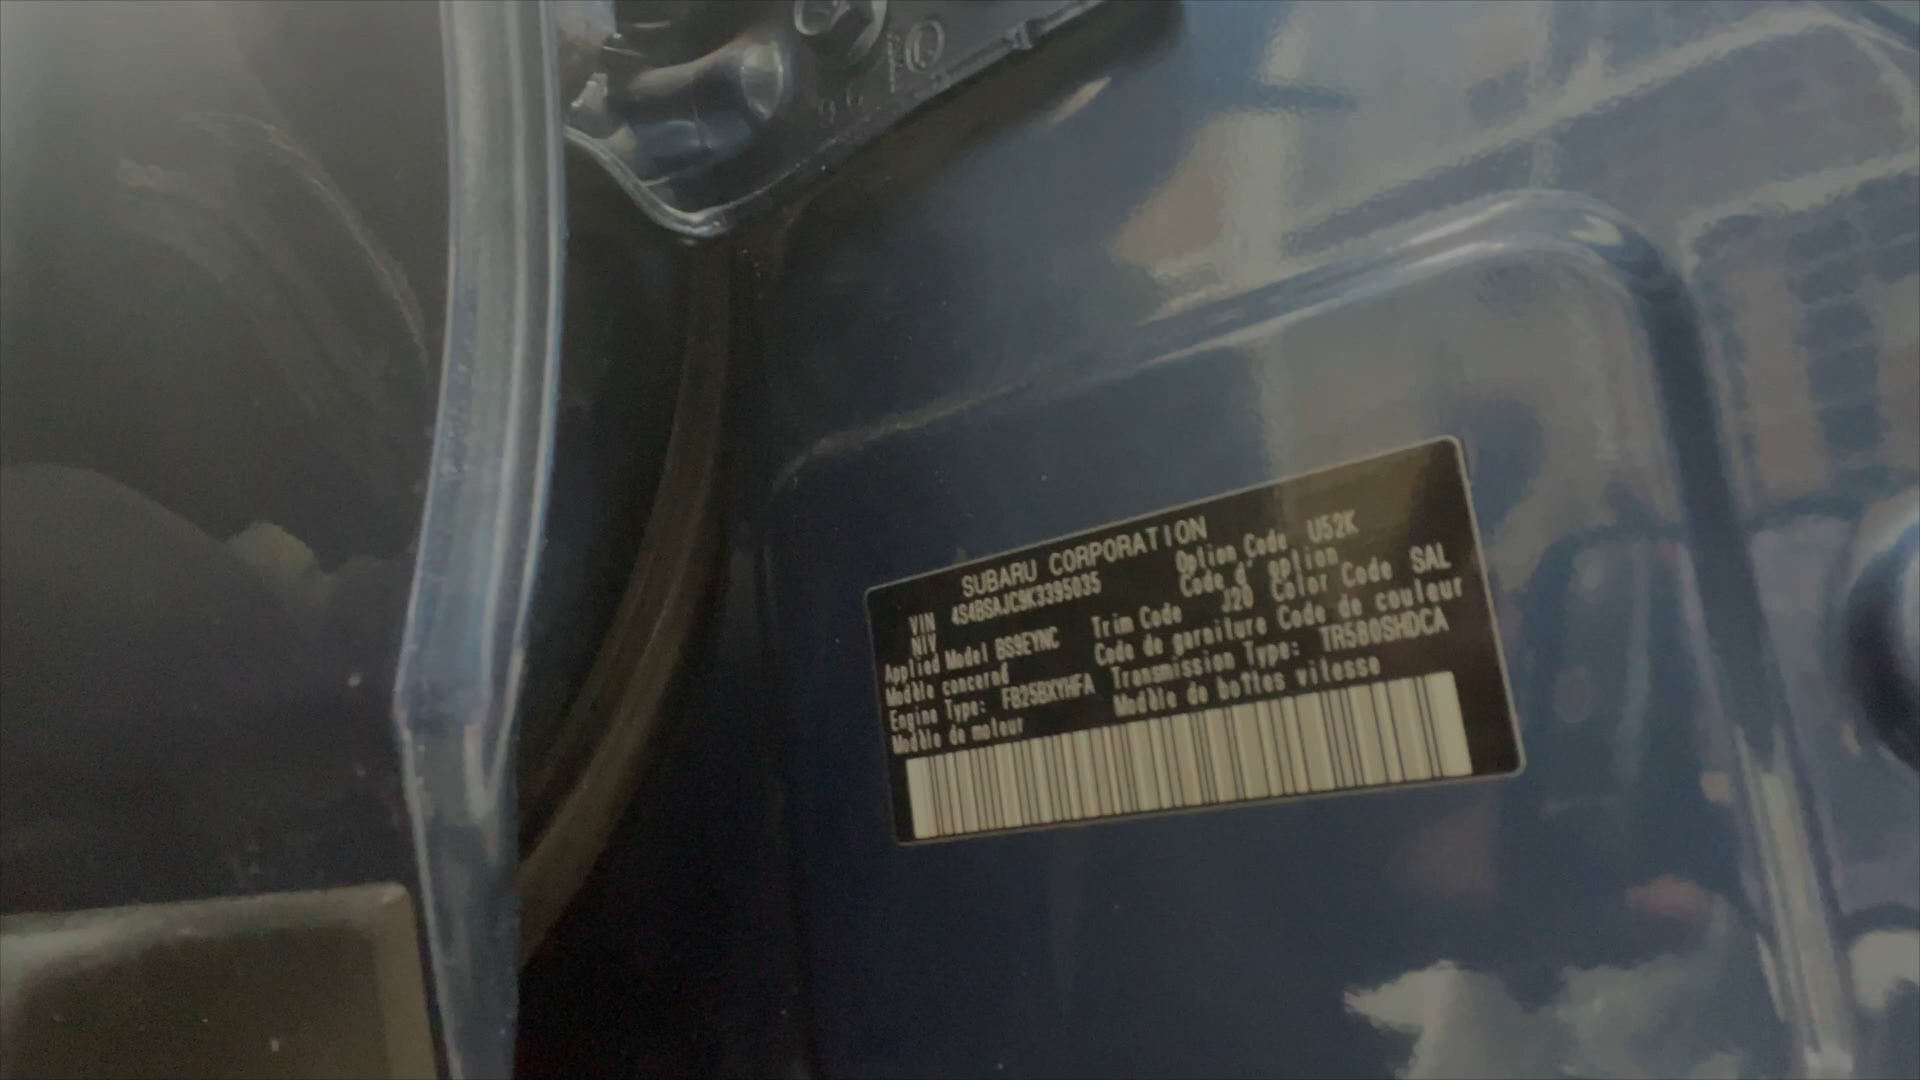 SUBARU CORPORATION
VIN 4S4BSAJC9K3395035 Option Code U52K
NIV Code d'option
Applied Model BS9EYNC Trim Code J20 Color Code SAL
Modèle concerné Code de garniture Code de couleur
Engine Type: FB25BXYHFA Transmission Type: TR580SHDCA
Modèle de moteur Modèle de boîtes vitesse